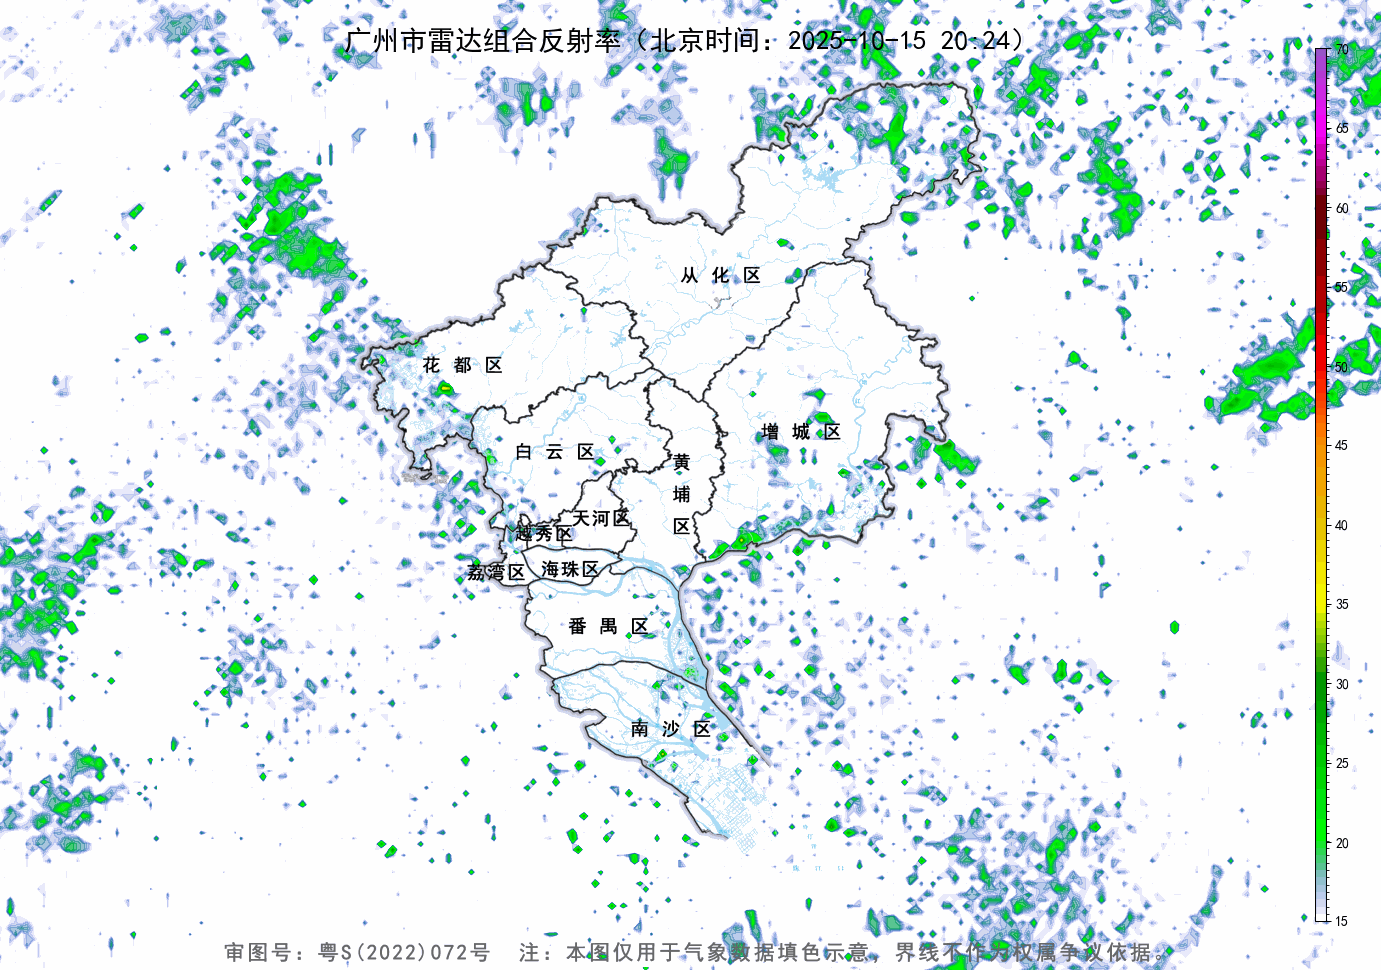 广州市雷达组合反射率（北京时间：2025-10-15 20:24）
70
65
60
55
50
45
40
35
30
25
20
15
从化区
花都区
增城区
白云区
黄埔区
天河区
越秀区
荔湾区
海珠区
番禺区
南沙区
审图号：粤S(2022)072号 注：本图仅用于气象数据填色示意，界线不作为权属争议依据。